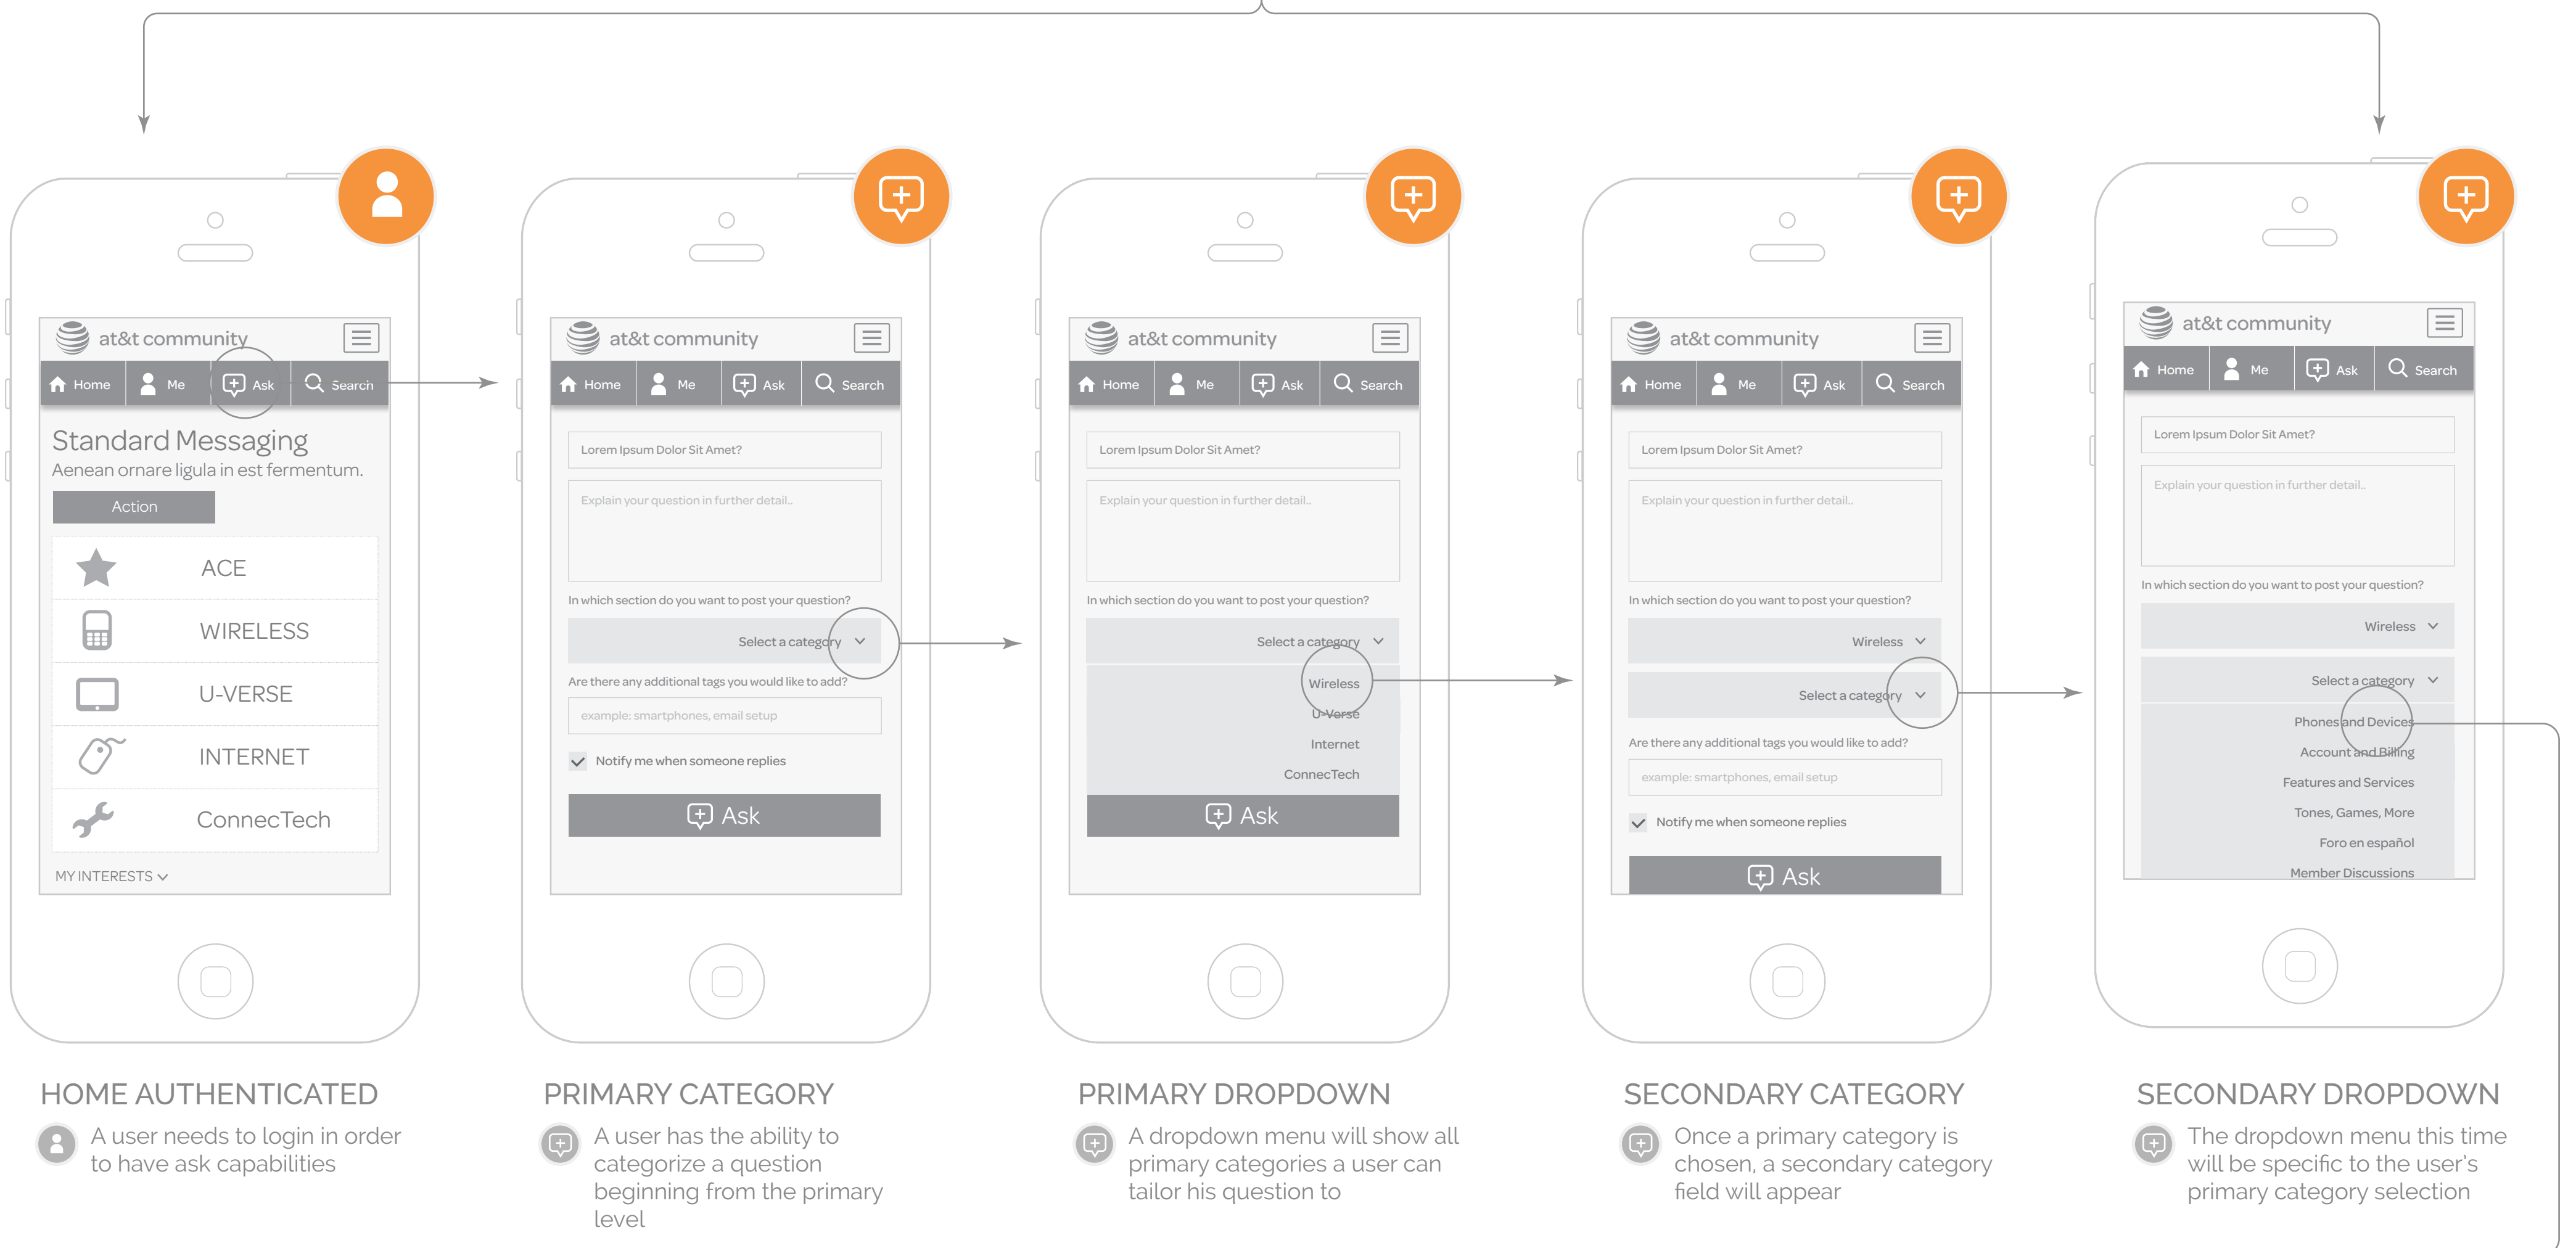 at&t community
Home Me Ask Search
Standard Messaging
Aenean ornare ligula in est fermentum.
Action
ACE
WIRELESS
U-VERSE
INTERNET
ConnecTech
MY INTERESTS
HOME AUTHENTICATED
A user needs to login in order
to have ask capabilities
at&t community
Home Me Ask Search
Lorem Ipsum Dolor Sit Amet?
Explain your question in further detail..
In which section do you want to post your question?
Select a category
Are there any additional tags you would like to add?
example: smartphones, email setup
Notify me when someone replies
Ask
PRIMARY CATEGORY
A user has the ability to
categorize a question
beginning from the primary
level
at&t community
Home Me Ask Search
Lorem Ipsum Dolor Sit Amet?
Explain your question in further detail..
In which section do you want to post your question?
Select a category
Wireless
U-Verse
Internet
ConnecTech
Ask
PRIMARY DROPDOWN
A dropdown menu will show all
primary categories a user can
tailor his question to
at&t community
Home Me Ask Search
Lorem Ipsum Dolor Sit Amet?
Explain your question in further detail..
In which section do you want to post your question?
Wireless
Select a category
Are there any additional tags you would like to add?
example: smartphones, email setup
Notify me when someone replies
Ask
SECONDARY CATEGORY
Once a primary category is
chosen, a secondary category
field will appear
at&t community
Home Me Ask Search
Lorem Ipsum Dolor Sit Amet?
Explain your question in further detail..
In which section do you want to post your question?
Wireless
Select a category
Phones and Devices
Account and Billing
Features and Services
Tones, Games, More
Foro en español
Member Discussions
SECONDARY DROPDOWN
The dropdown menu this time
will be specific to the user's
primary category selection